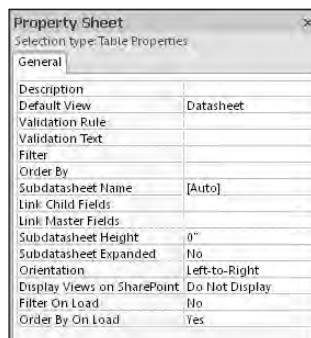 Property Sheet ×
Selection type: Table Properties
General
Description
Default View Datasheet
Validation Rule
Validation Text
Filter
Order By
Subdatasheet Name [Auto]
Link Child Fields
Link Master Fields
Subdatasheet Height 0"
Subdatasheet Expanded No
Orientation Left-to-Right
Display Views on SharePoint Do Not Display
Filter On Load No
Order By On Load Yes